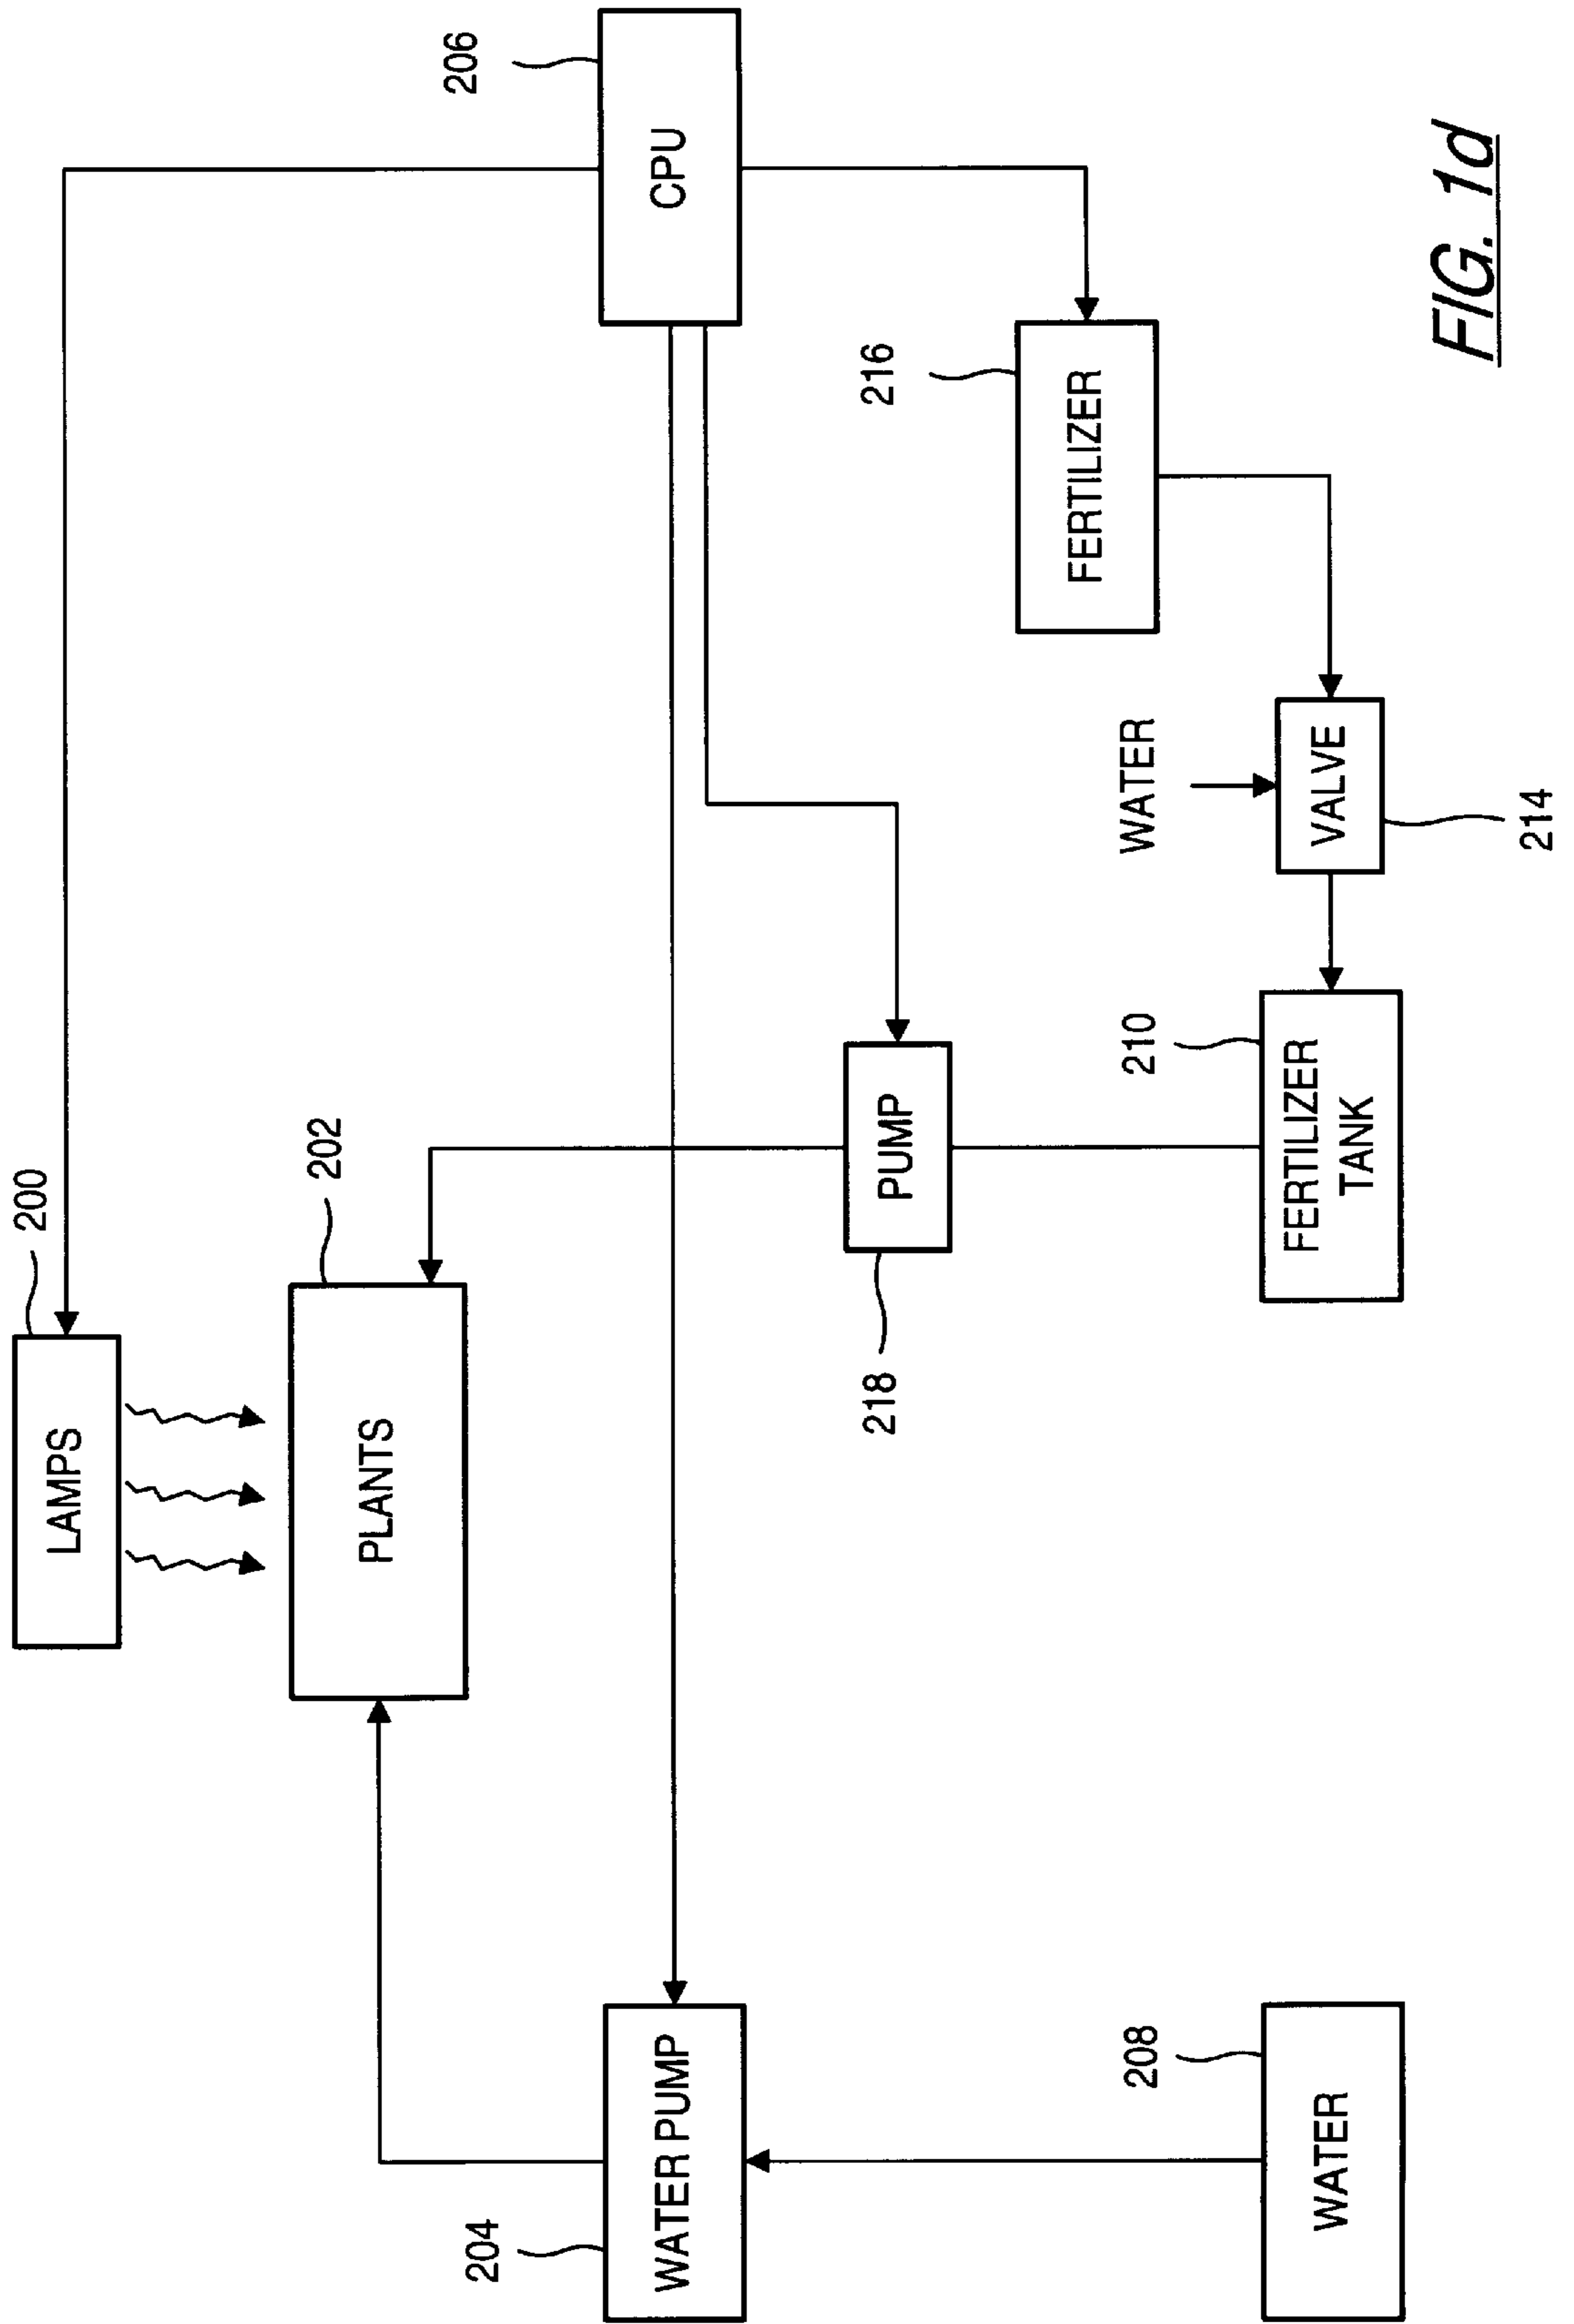 200
LAMPS
202
PLANTS
206
CPU
204
WATER PUMP
218
PUMP
216
FERTILIZER
208
WATER
210
FERTILIZER
TANK
WATER
VALVE
214
FIG. 1d